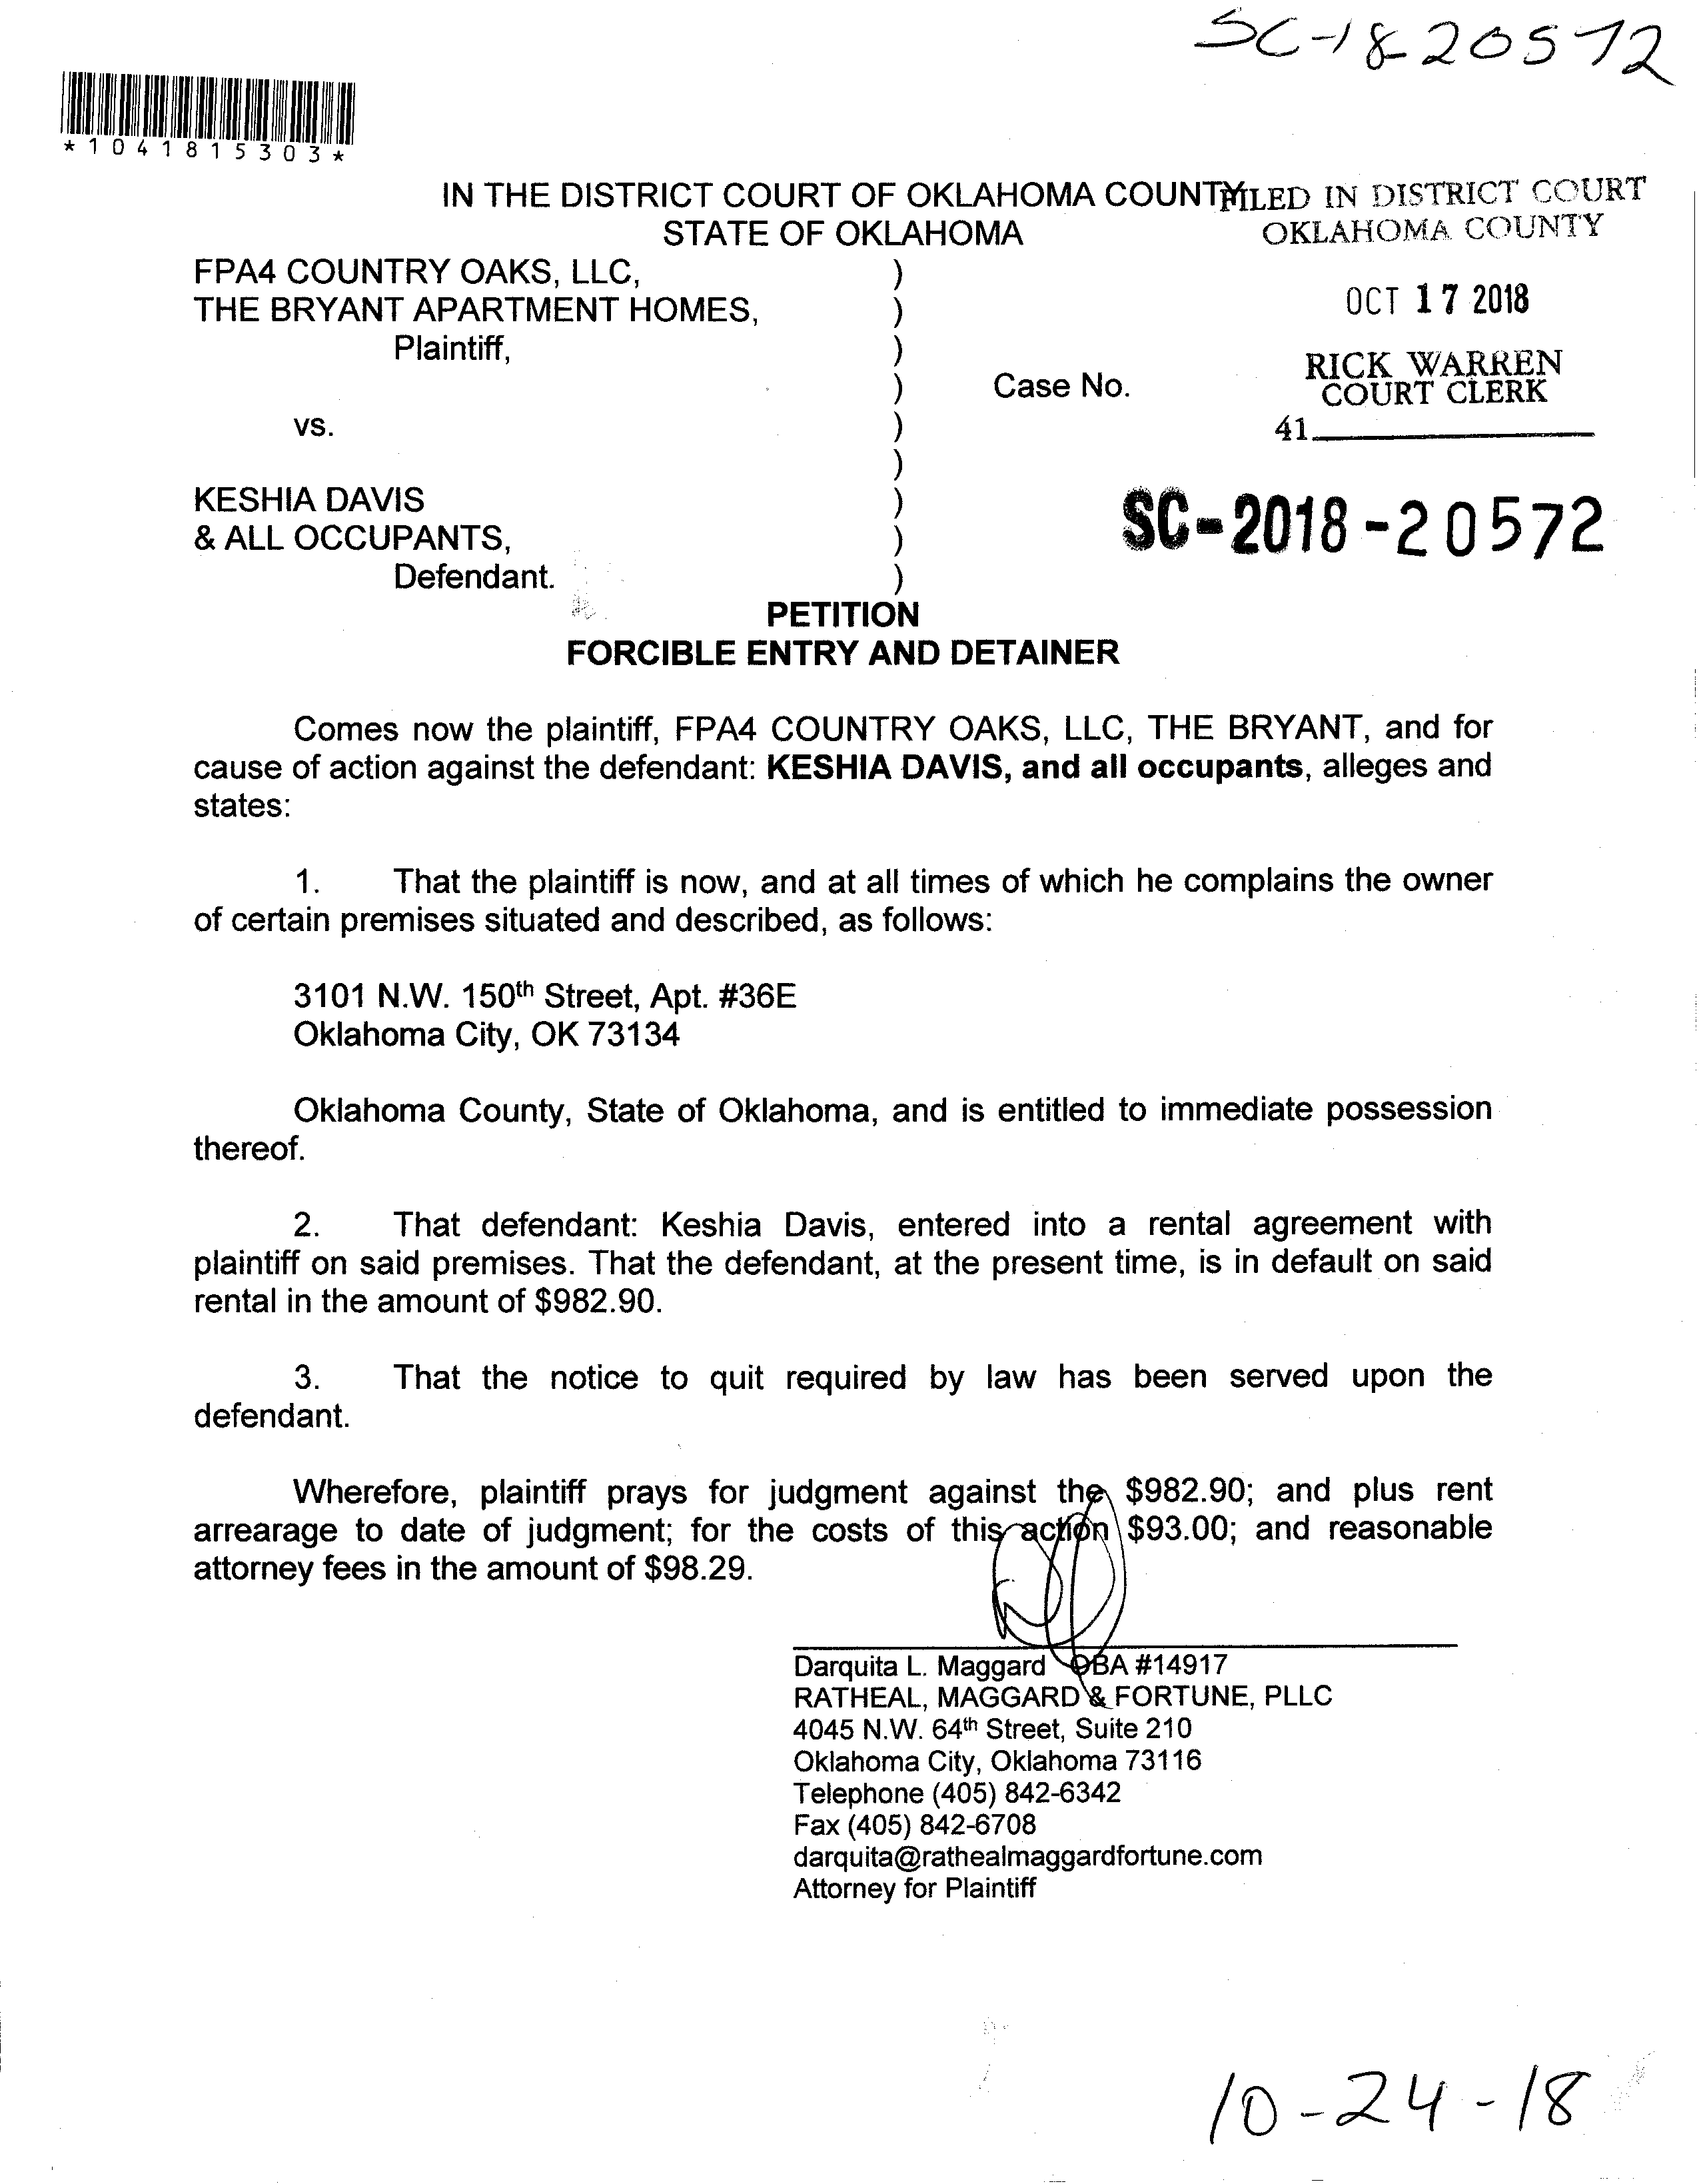 SC-18-20572
*1041815303*
IN THE DISTRICT COURT OF OKLAHOMA COUNTY
STATE OF OKLAHOMA
FILED IN DISTRICT COURT
OKLAHOMA COUNTY
OCT 17 2018
RICK WARREN
COURT CLERK
41
FPA4 COUNTRY OAKS, LLC, )
THE BRYANT APARTMENT HOMES, )
Plaintiff, )
) Case No.
vs. )
)
KESHIA DAVIS )
& ALL OCCUPANTS, )
Defendant. )
SC-2018-20572
PETITION
FORCIBLE ENTRY AND DETAINER
Comes now the plaintiff, FPA4 COUNTRY OAKS, LLC, THE BRYANT, and for
cause of action against the defendant: KESHIA DAVIS, and all occupants, alleges and
states:
1. That the plaintiff is now, and at all times of which he complains the owner
of certain premises situated and described, as follows:
3101 N.W. 150th Street, Apt. #36E
Oklahoma City, OK 73134
Oklahoma County, State of Oklahoma, and is entitled to immediate possession
thereof.
2. That defendant: Keshia Davis, entered into a rental agreement with
plaintiff on said premises. That the defendant, at the present time, is in default on said
rental in the amount of $982.90.
3. That the notice to quit required by law has been served upon the
defendant.
Wherefore, plaintiff prays for judgment against the $982.90; and plus rent
arrearage to date of judgment; for the costs of this action $93.00; and reasonable
attorney fees in the amount of $98.29.
Darquita L. Maggard OBA #14917
RATHEAL, MAGGARD & FORTUNE, PLLC
4045 N.W. 64th Street, Suite 210
Oklahoma City, Oklahoma 73116
Telephone (405) 842-6342
Fax (405) 842-6708
darquita@rathealmaggardfortune.com
Attorney for Plaintiff
10-24-18